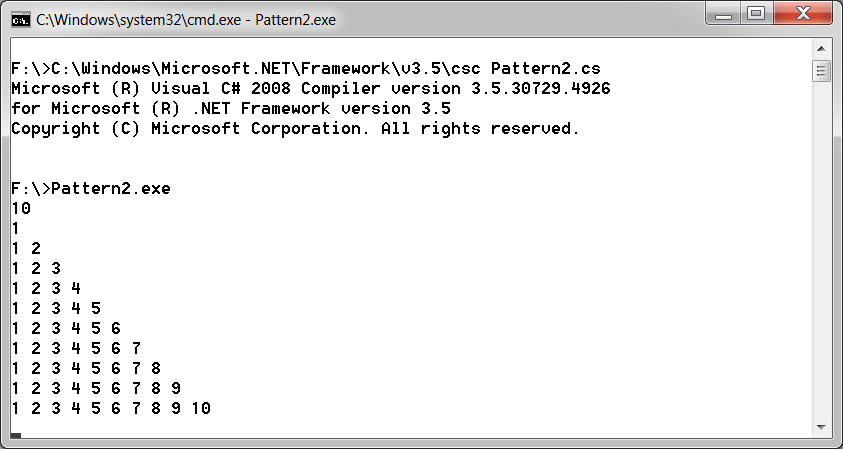 C:\Windows\system32\cmd.exe - Pattern2.exe
F:\>C:\Windows\Microsoft.NET\Framework\v3.5\csc Pattern2.cs
Microsoft (R) Visual C# 2008 Compiler version 3.5.30729.4926
for Microsoft (R) .NET Framework version 3.5
Copyright (C) Microsoft Corporation. All rights reserved.
F:\>Pattern2.exe
10
1
1 2
1 2 3
1 2 3 4
1 2 3 4 5
1 2 3 4 5 6
1 2 3 4 5 6 7
1 2 3 4 5 6 7 8
1 2 3 4 5 6 7 8 9
1 2 3 4 5 6 7 8 9 10